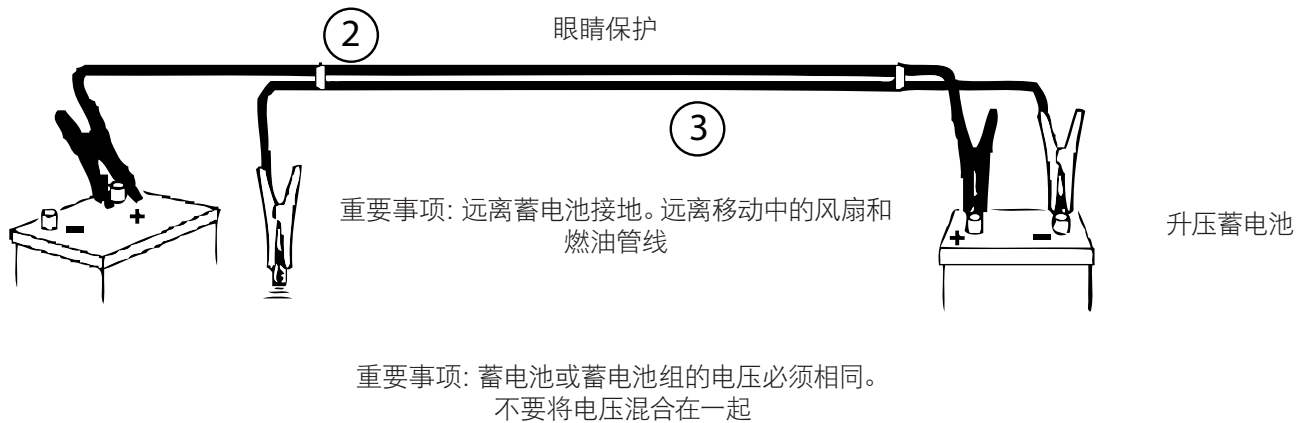 2
眼睛保护
3
重要事项: 远离蓄电池接地。远离移动中的风扇和
燃油管线
升压蓄电池
- +
+ -
重要事项: 蓄电池或蓄电池组的电压必须相同。
不要将电压混合在一起